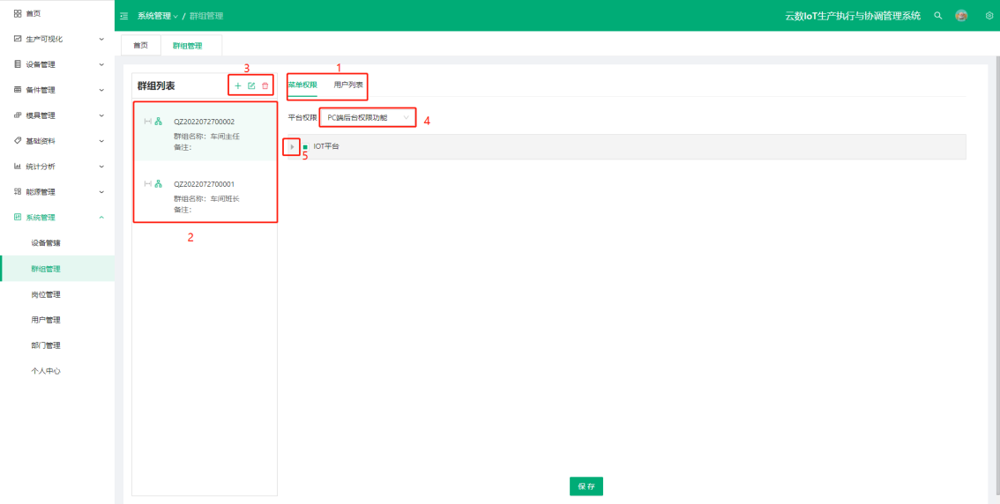 首页
生产可视化
设备管理
备件管理
模具管理
基础资料
统计分析
能源管理
系统管理
设备管辖
群组管理
岗位管理
用户管理
部门管理
个人中心
系统管理 / 群组管理
云数IoT生产执行与协调管理系统
首页 群组管理
3
群组列表
QZ2022072700002
群组名称：车间主任
备注：
QZ2022072700001
群组名称：车间班长
备注：
2
1
菜单权限 用户列表
平台权限 PC端后台权限功能 4
IOT平台
5
保存